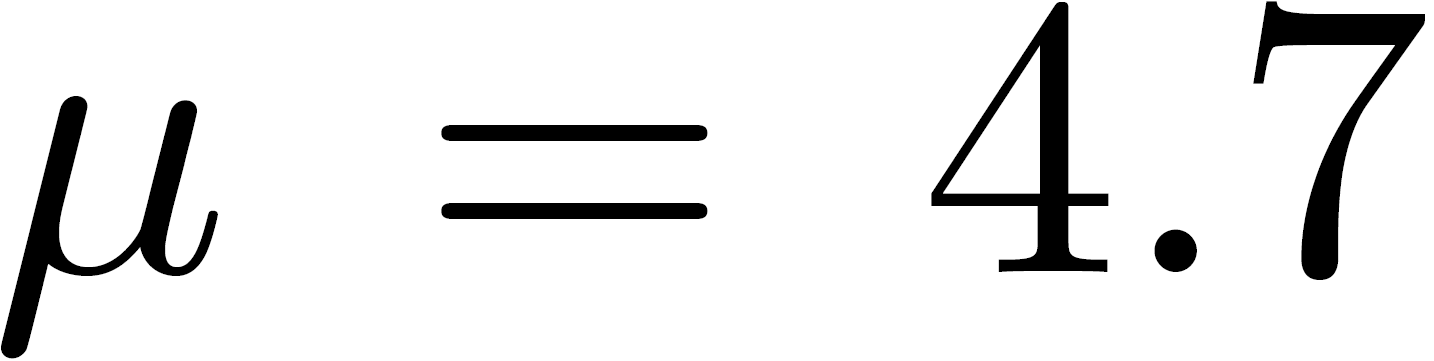 μ = 4.7